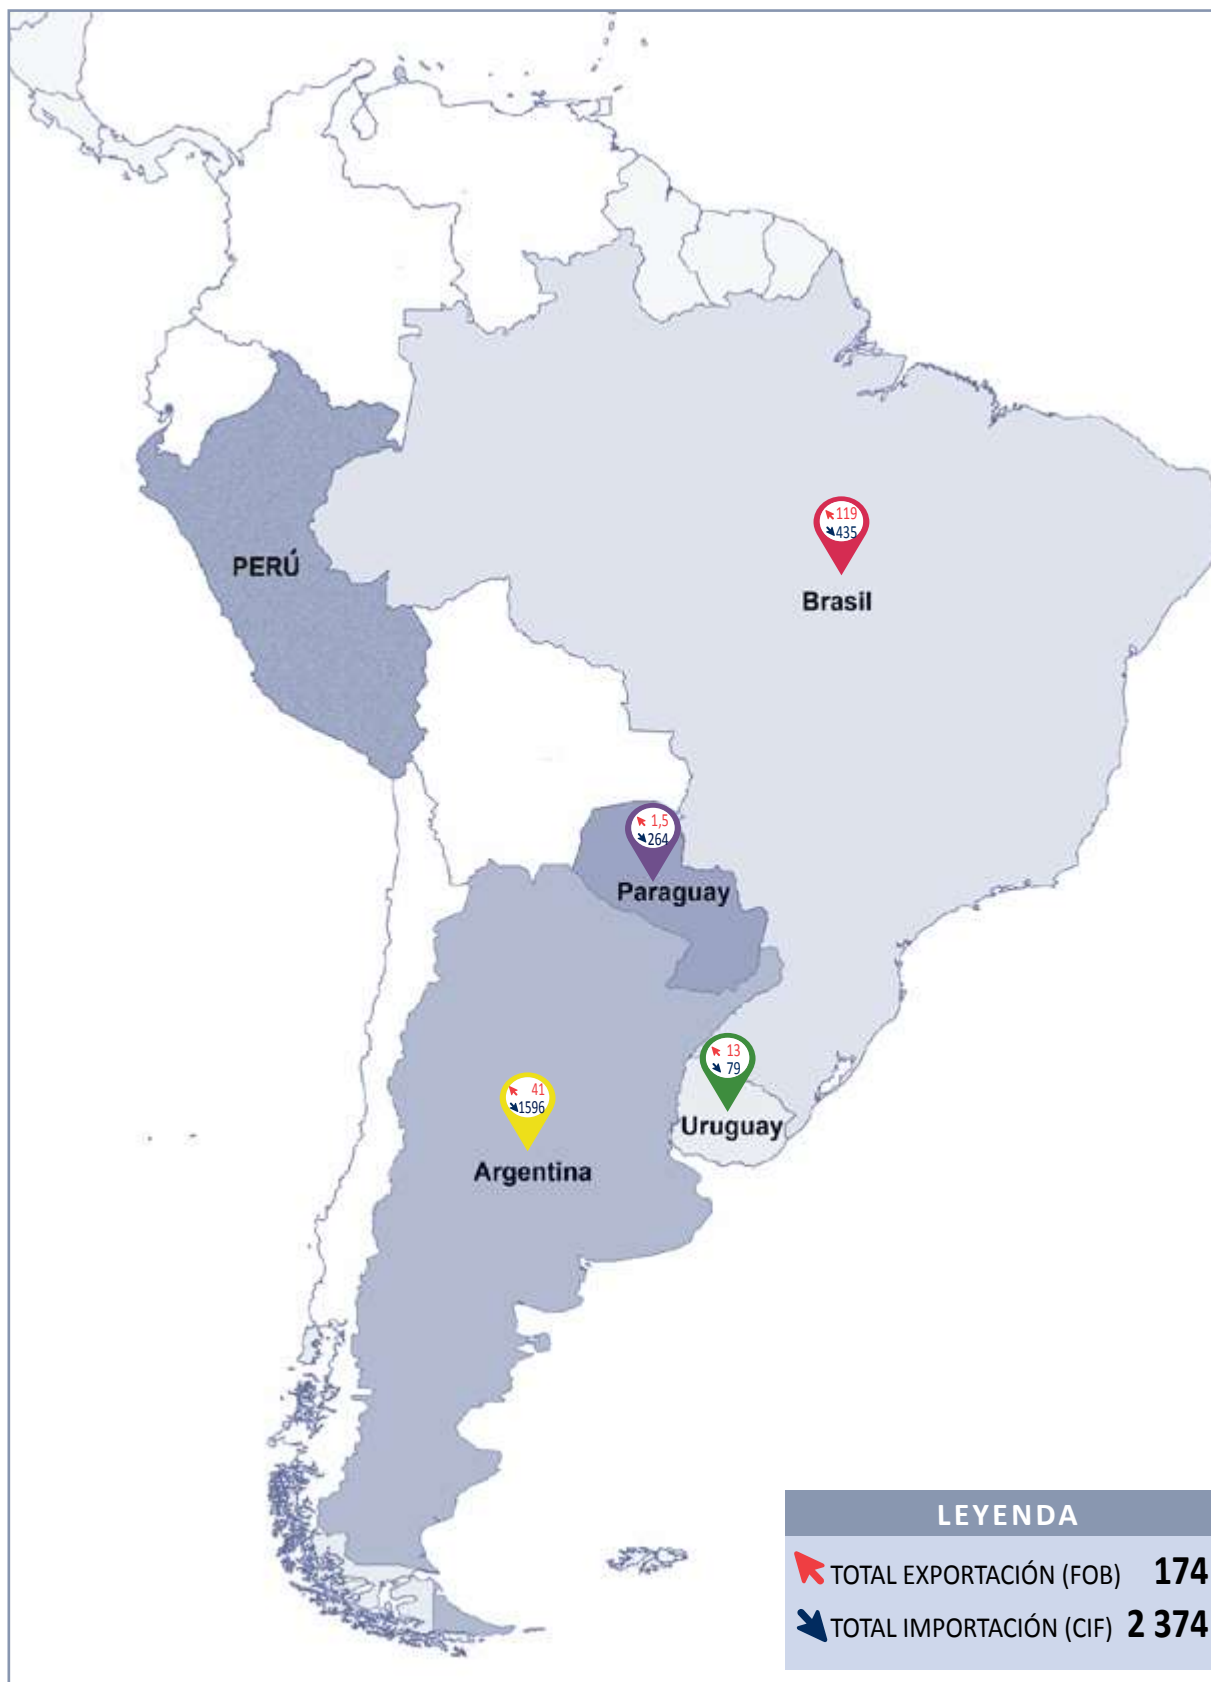 119
435
PERÚ
Brasil
1,5
264
Paraguay
13
79
Uruguay
41
1596
Argentina
LEYENDA
TOTAL EXPORTACIÓN (FOB) 174
TOTAL IMPORTACIÓN (CIF) 2 374